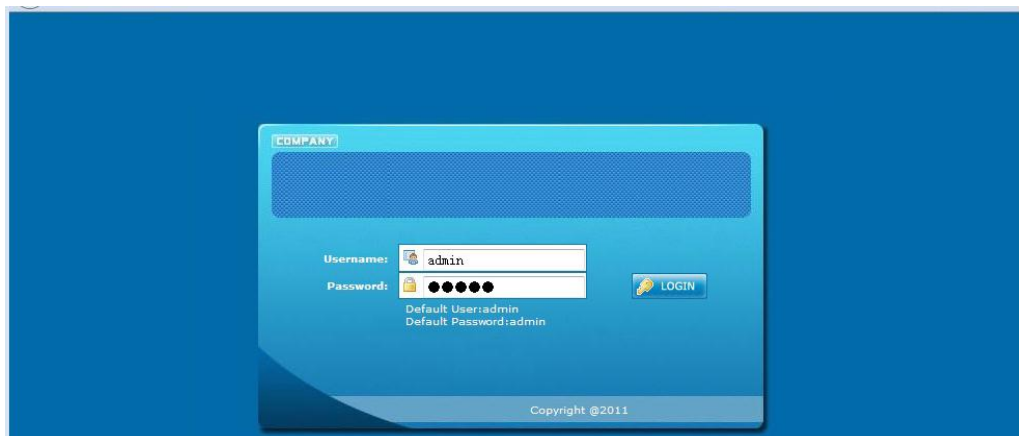 COMPANY
Username: admin
Password: ●●●●●
LOGIN
Default User:admin
Default Password:admin
Copyright @2011